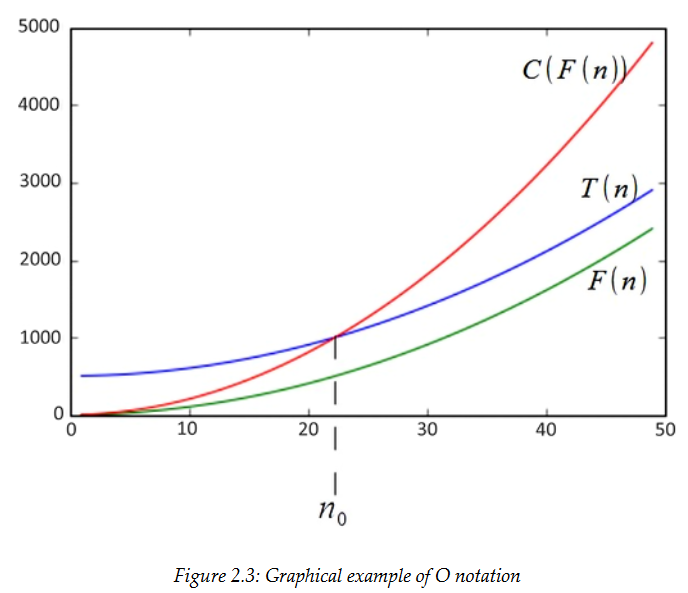 5000
C(F(n))
4000
3000
T(n)
2000
F(n)
1000
0
0 10 20 30 40 50
n₀
Figure 2.3: Graphical example of O notation